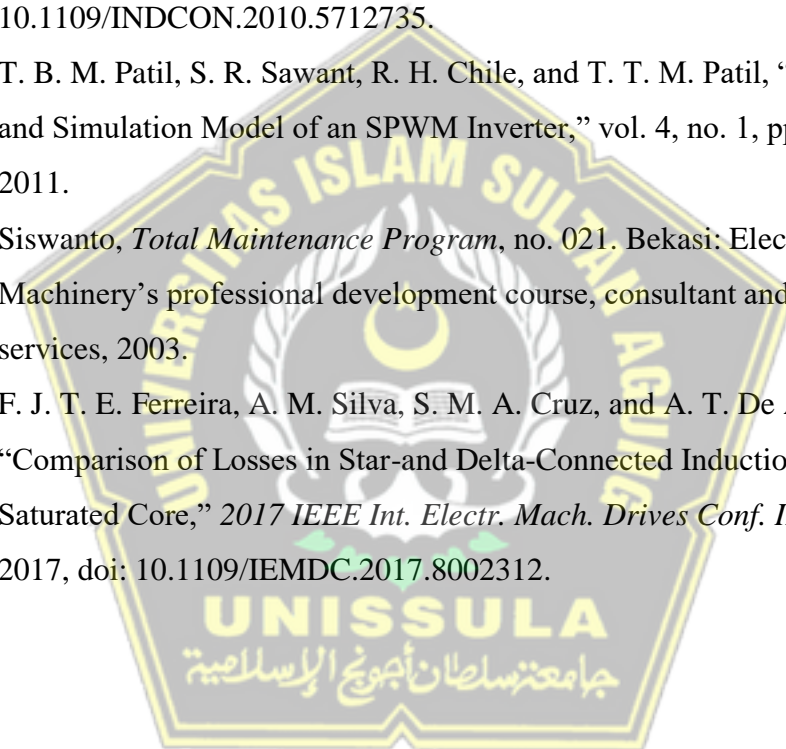 10.1109/INDCON.2010.5712735.
T. B. M. Patil, S. R. Sawant, R. H. Chile, and T. T. M. Patil, “
and Simulation Model of an SPWM Inverter,” vol. 4, no. 1, pp
2011.
Siswanto, Total Maintenance Program, no. 021. Bekasi: Elec
Machinery’s professional development course, consultant and
services, 2003.
F. J. T. E. Ferreira, A. M. Silva, S. M. A. Cruz, and A. T. De
“Comparison of Losses in Star-and Delta-Connected Inductio
Saturated Core,” 2017 IEEE Int. Electr. Mach. Drives Conf.
2017, doi: 10.1109/IEMDC.2017.8002312.
UNIVERSITAS ISLAM SULTAN AGUNG
UNISSULA
جامعة سلطان أجونج الإسلامية